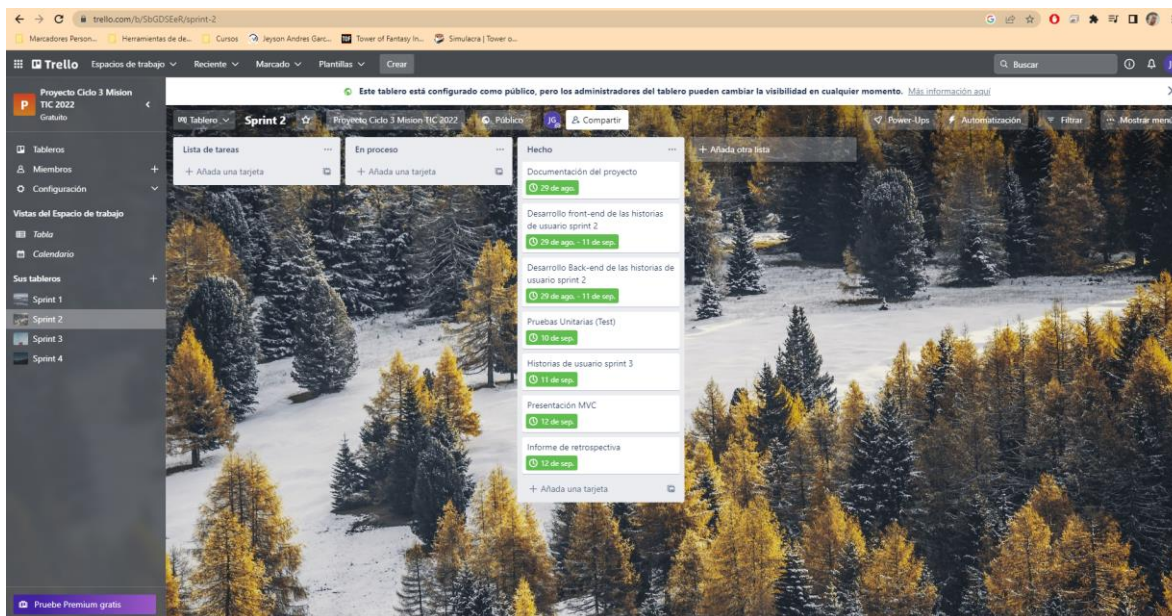 trello.com/b/SbGDSEeR/sprint-2
Marcadores Person...
Herramientas de de...
Cursos
Jeyson Andres Garc...
Tower of Fantasy In...
Simulacra | Tower o...
Trello
Espacios de trabajo
Reciente
Marcado
Plantillas
Crear
Buscar
P
Proyecto Ciclo 3 Mision
TIC 2022
Gratuito
Este tablero está configurado como público, pero los administradores del tablero pueden cambiar la visibilidad en cualquier momento. Más información aquí
Tablero
Sprint 2
Proyecto Ciclo 3 Mision TIC 2022
Público
JG
Compartir
Power-Ups
Automatización
Filtrar
Mostrar menú
Tableros
Miembros
Configuración
Vistas del Espacio de trabajo
Tabla
Calendario
Sus tableros
Sprint 1
Sprint 2
Sprint 3
Sprint 4
Pruebe Premium gratis
Lista de tareas
+ Añada una tarjeta
En proceso
+ Añada una tarjeta
Hecho
Documentación del proyecto
29 de ago.
Desarrollo front-end de las historias
de usuario sprint 2
29 de ago. - 11 de sep.
Desarrollo Back-end de las historias de
usuario sprint 2
29 de ago. - 11 de sep.
Pruebas Unitarias (Test)
10 de sep.
Historias de usuario sprint 3
11 de sep.
Presentación MVC
12 de sep.
Informe de retrospectiva
12 de sep.
+ Añada una tarjeta
+ Añada otra lista